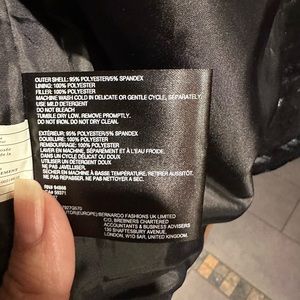 OUTER SHELL: 95% POLYESTER/5% SPANDEX
LINING: 100% POLYESTER
FILLER: 100% POLYESTER
MACHINE WASH COLD IN DELICATE OR GENTLE CYCLE, SEPARATELY.
USE MILD DETERGENT
DO NOT BLEACH
TUMBLE DRY LOW. REMOVE PROMPTLY.
DO NOT IRON. DO NOT DRY CLEAN.
EXTÉRIEUR: 95% POLYESTER/5% SPANDEX
DOUBLURE: 100% POLYESTER
REMBOURRAGE: 100% POLYESTER
LAVER EN MACHINE, SÉPAREMENT, À L'EAU FROIDE,
DANS UN CYCLE DÉLICAT OU DOUX
UTILISER UN DÉTERGENT DOUX
NE PAS JAVELLISER
SÉCHER EN MACHINE À BASSE TEMPÉRATURE. RETIRER AUSSITÔT.
NE PAS REPASSER. NE PAS NETTOYER A SEC.
RN# 94866
CA# 59371
(EUROPE)/BERNARDO FASHIONS UK LIMITED
C/O, BREBNERS CHARTERED
ACCOUNTANTS & BUSINESS ADVISERS
130 SHAFTESBURY AVENUE,
LONDON, W1D 5AR, UNITED KINGDOM.